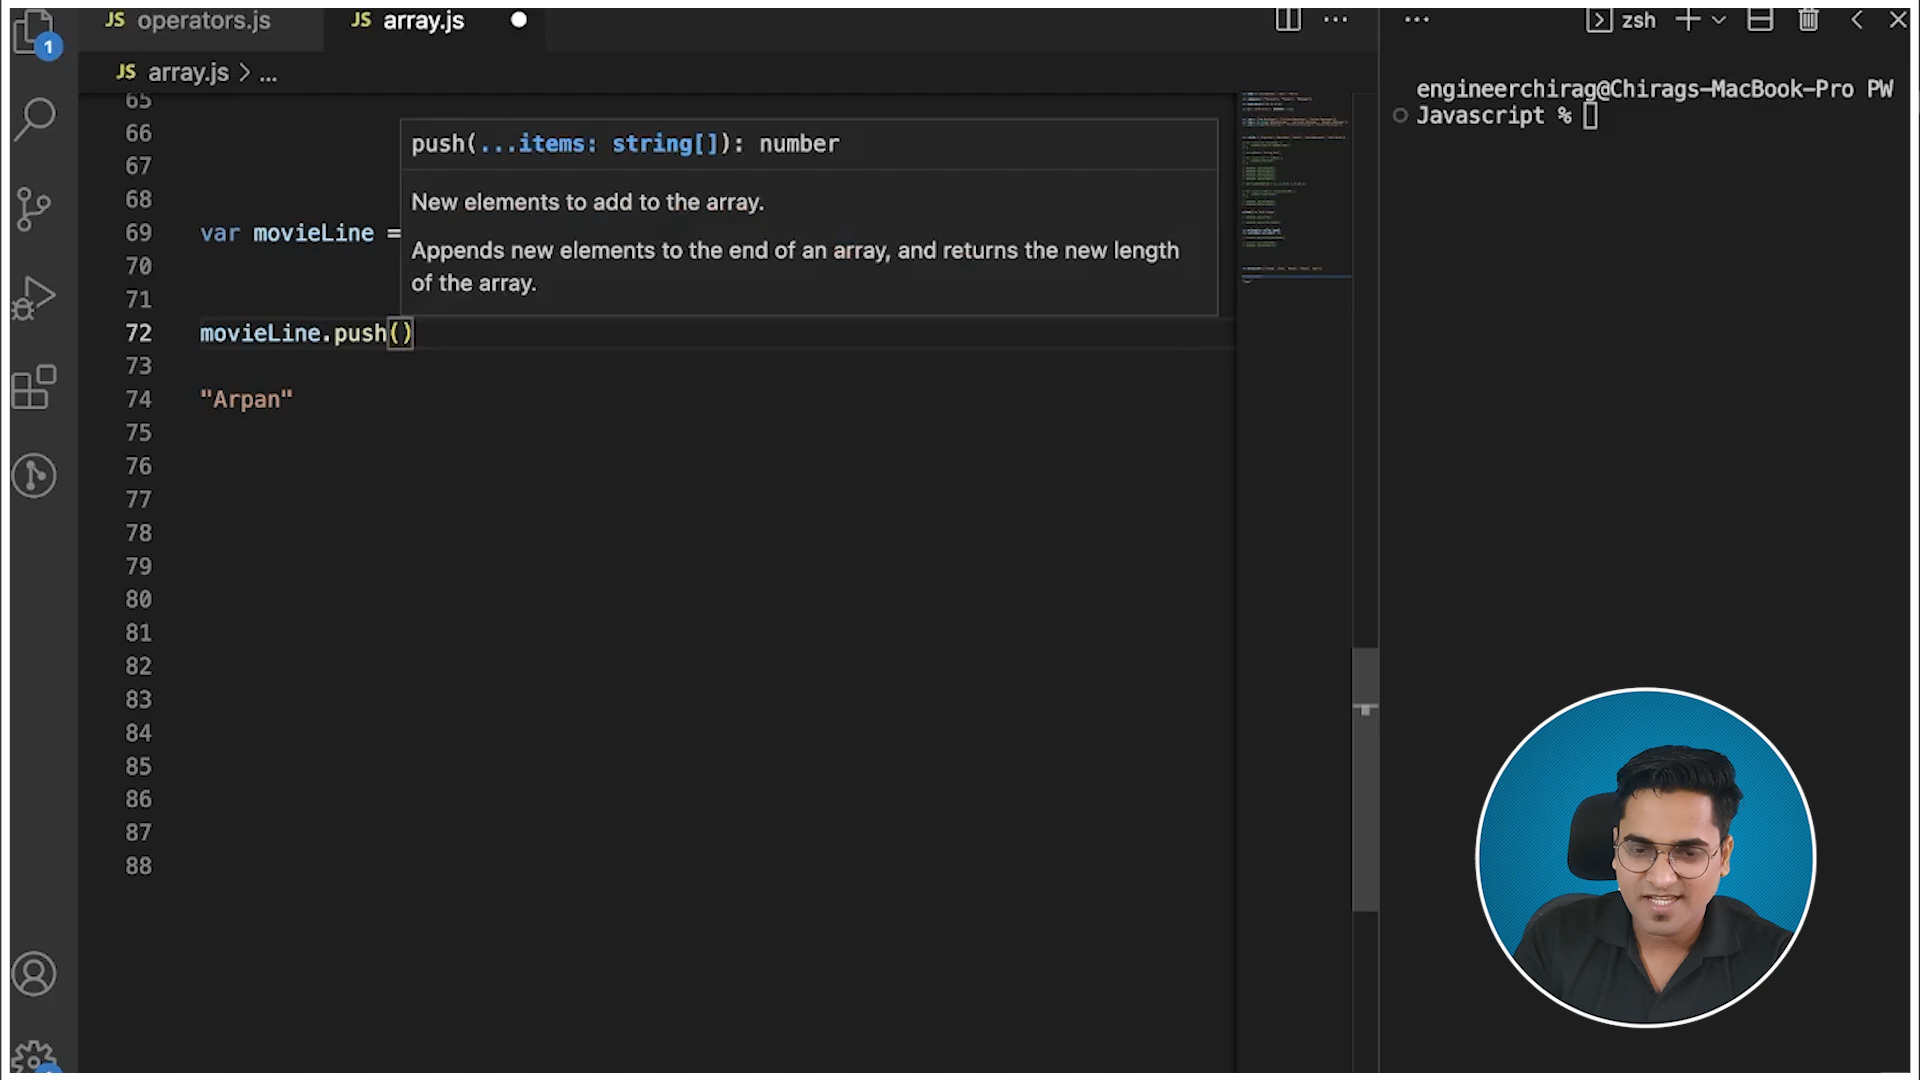 JS operators.js
JS array.js
JS array.js > ...
65
66
67
68
69 var movieLine =
70
71
72 movieLine.push()
73
74 "Arpan"
75
76
77
78
79
80
81
82
83
84
85
86
87
88
push(...items: string[]): number
New elements to add to the array.
Appends new elements to the end of an array, and returns the new length
of the array.
1
zsh
engineerchirag@Chirags-MacBook-Pro PW
Javascript %